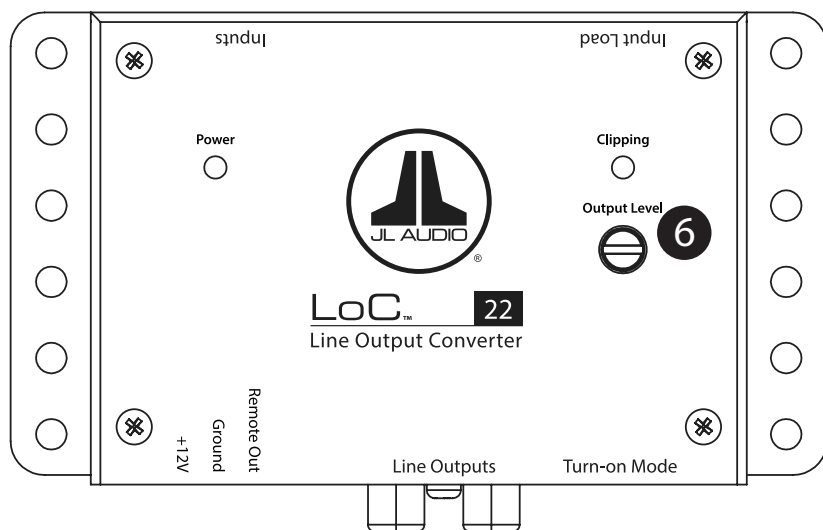 Inputs
Input Load
Power
Clipping
Output Level
6
JL AUDIO
®
LoC™ 22
Line Output Converter
+12V
Ground
Remote Out
Line Outputs
Turn-on Mode